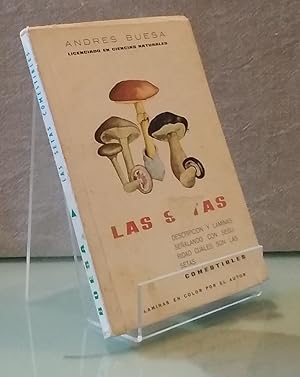 ANDRES BUESA
LICENCIADO EN CIENCIAS NATURALES
LAS S TAS
DESCRIPCION Y LAMINAS
SEÑALANDO CON SEGU-
RIDAD CUALES SON LAS
SETAS
COMESTIBLES
LAMINAS EN COLOR POR EL AUTOR
LAS SETAS COMESTIBLES
A. BUESA